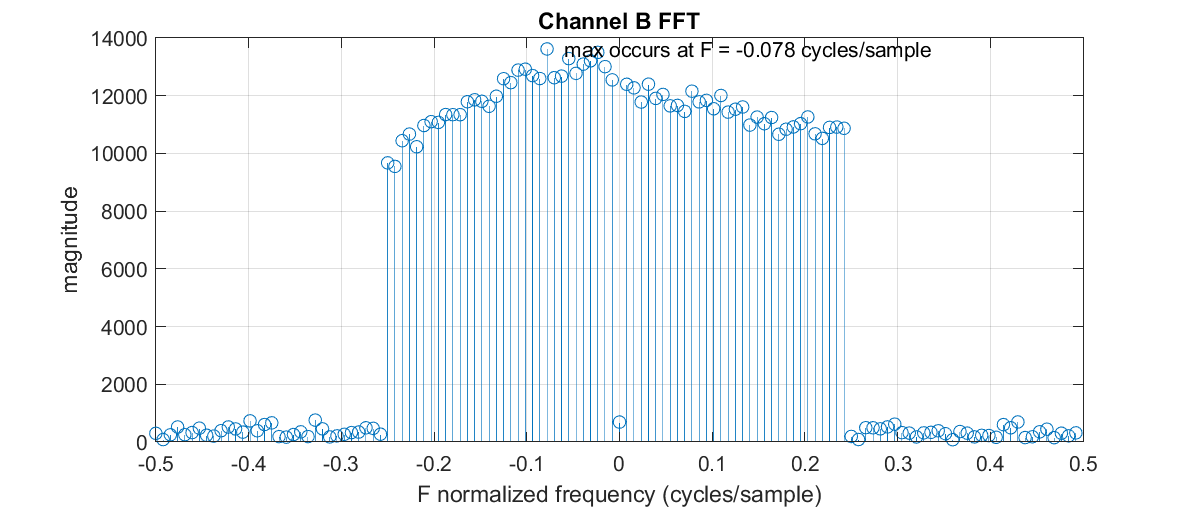 Channel B FFT
max occurs at F = -0.078 cycles/sample
14000
12000
10000
8000
6000
4000
2000
0
magnitude
-0.5 -0.4 -0.3 -0.2 -0.1 0 0.1 0.2 0.3 0.4 0.5
F normalized frequency (cycles/sample)